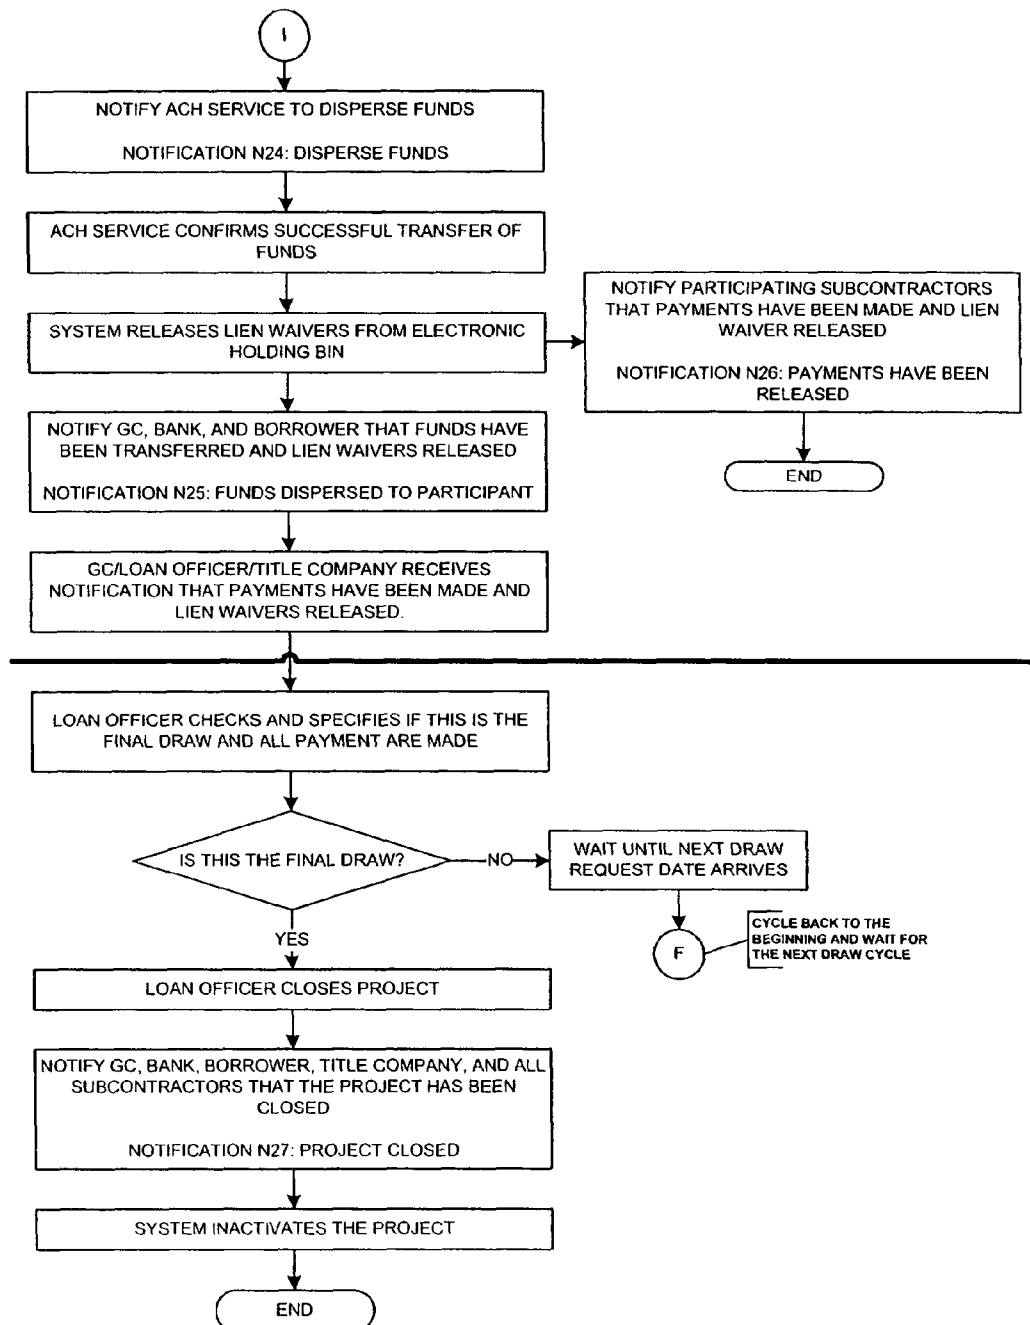 I
NOTIFY ACH SERVICE TO DISPERSE FUNDS
NOTIFICATION N24: DISPERSE FUNDS
ACH SERVICE CONFIRMS SUCCESSFUL TRANSFER OF
FUNDS
SYSTEM RELEASES LIEN WAIVERS FROM ELECTRONIC
HOLDING BIN
NOTIFY PARTICIPATING SUBCONTRACTORS
THAT PAYMENTS HAVE BEEN MADE AND LIEN
WAIVER RELEASED
NOTIFICATION N26: PAYMENTS HAVE BEEN
RELEASED
END
NOTIFY GC, BANK, AND BORROWER THAT FUNDS HAVE
BEEN TRANSFERRED AND LIEN WAIVERS RELEASED
NOTIFICATION N25: FUNDS DISPERSED TO PARTICIPANT
GC/LOAN OFFICER/TITLE COMPANY RECEIVES
NOTIFICATION THAT PAYMENTS HAVE BEEN MADE AND
LIEN WAIVERS RELEASED.
LOAN OFFICER CHECKS AND SPECIFIES IF THIS IS THE
FINAL DRAW AND ALL PAYMENT ARE MADE
IS THIS THE FINAL DRAW?
NO
WAIT UNTIL NEXT DRAW
REQUEST DATE ARRIVES
F
CYCLE BACK TO THE
BEGINNING AND WAIT FOR
THE NEXT DRAW CYCLE
YES
LOAN OFFICER CLOSES PROJECT
NOTIFY GC, BANK, BORROWER, TITLE COMPANY, AND ALL
SUBCONTRACTORS THAT THE PROJECT HAS BEEN
CLOSED
NOTIFICATION N27: PROJECT CLOSED
SYSTEM INACTIVATES THE PROJECT
END